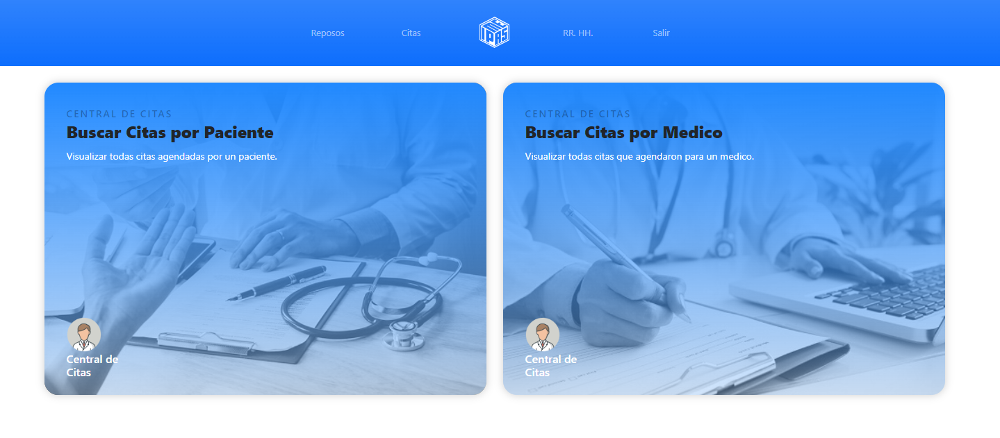 Reposos
Citas
IPAS
RR. HH.
Salir
CENTRAL DE CITAS
Buscar Citas por Paciente
Visualizar todas citas agendadas por un paciente.
Central de
Citas
CENTRAL DE CITAS
Buscar Citas por Medico
Visualizar todas citas que agendaron para un medico.
Central de
Citas